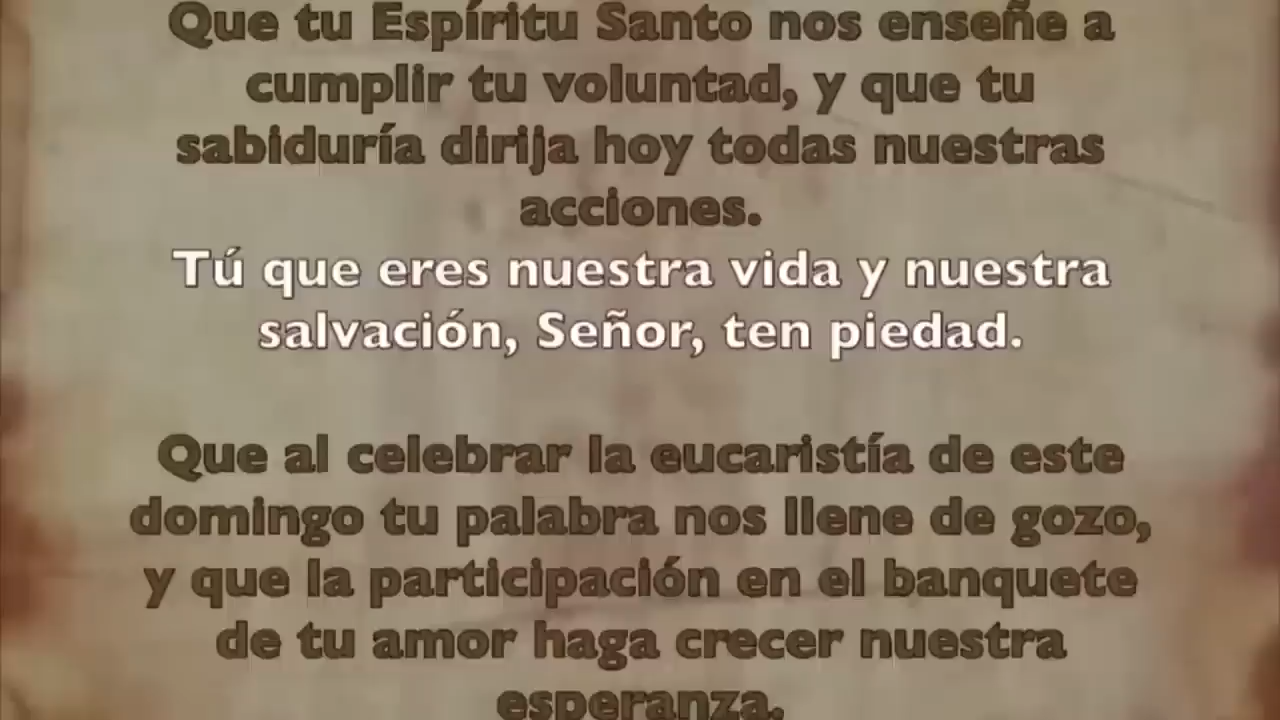 Que tu Espíritu Santo nos enseñe a
cumplir tu voluntad, y que tu
sabiduría dirija hoy todas nuestras
acciones.
Tú que eres nuestra vida y nuestra
salvación, Señor, ten piedad.
Que al celebrar la eucaristía de este
domingo tu palabra nos llene de gozo,
y que la participación en el banquete
de tu amor haga crecer nuestra
esperanza.